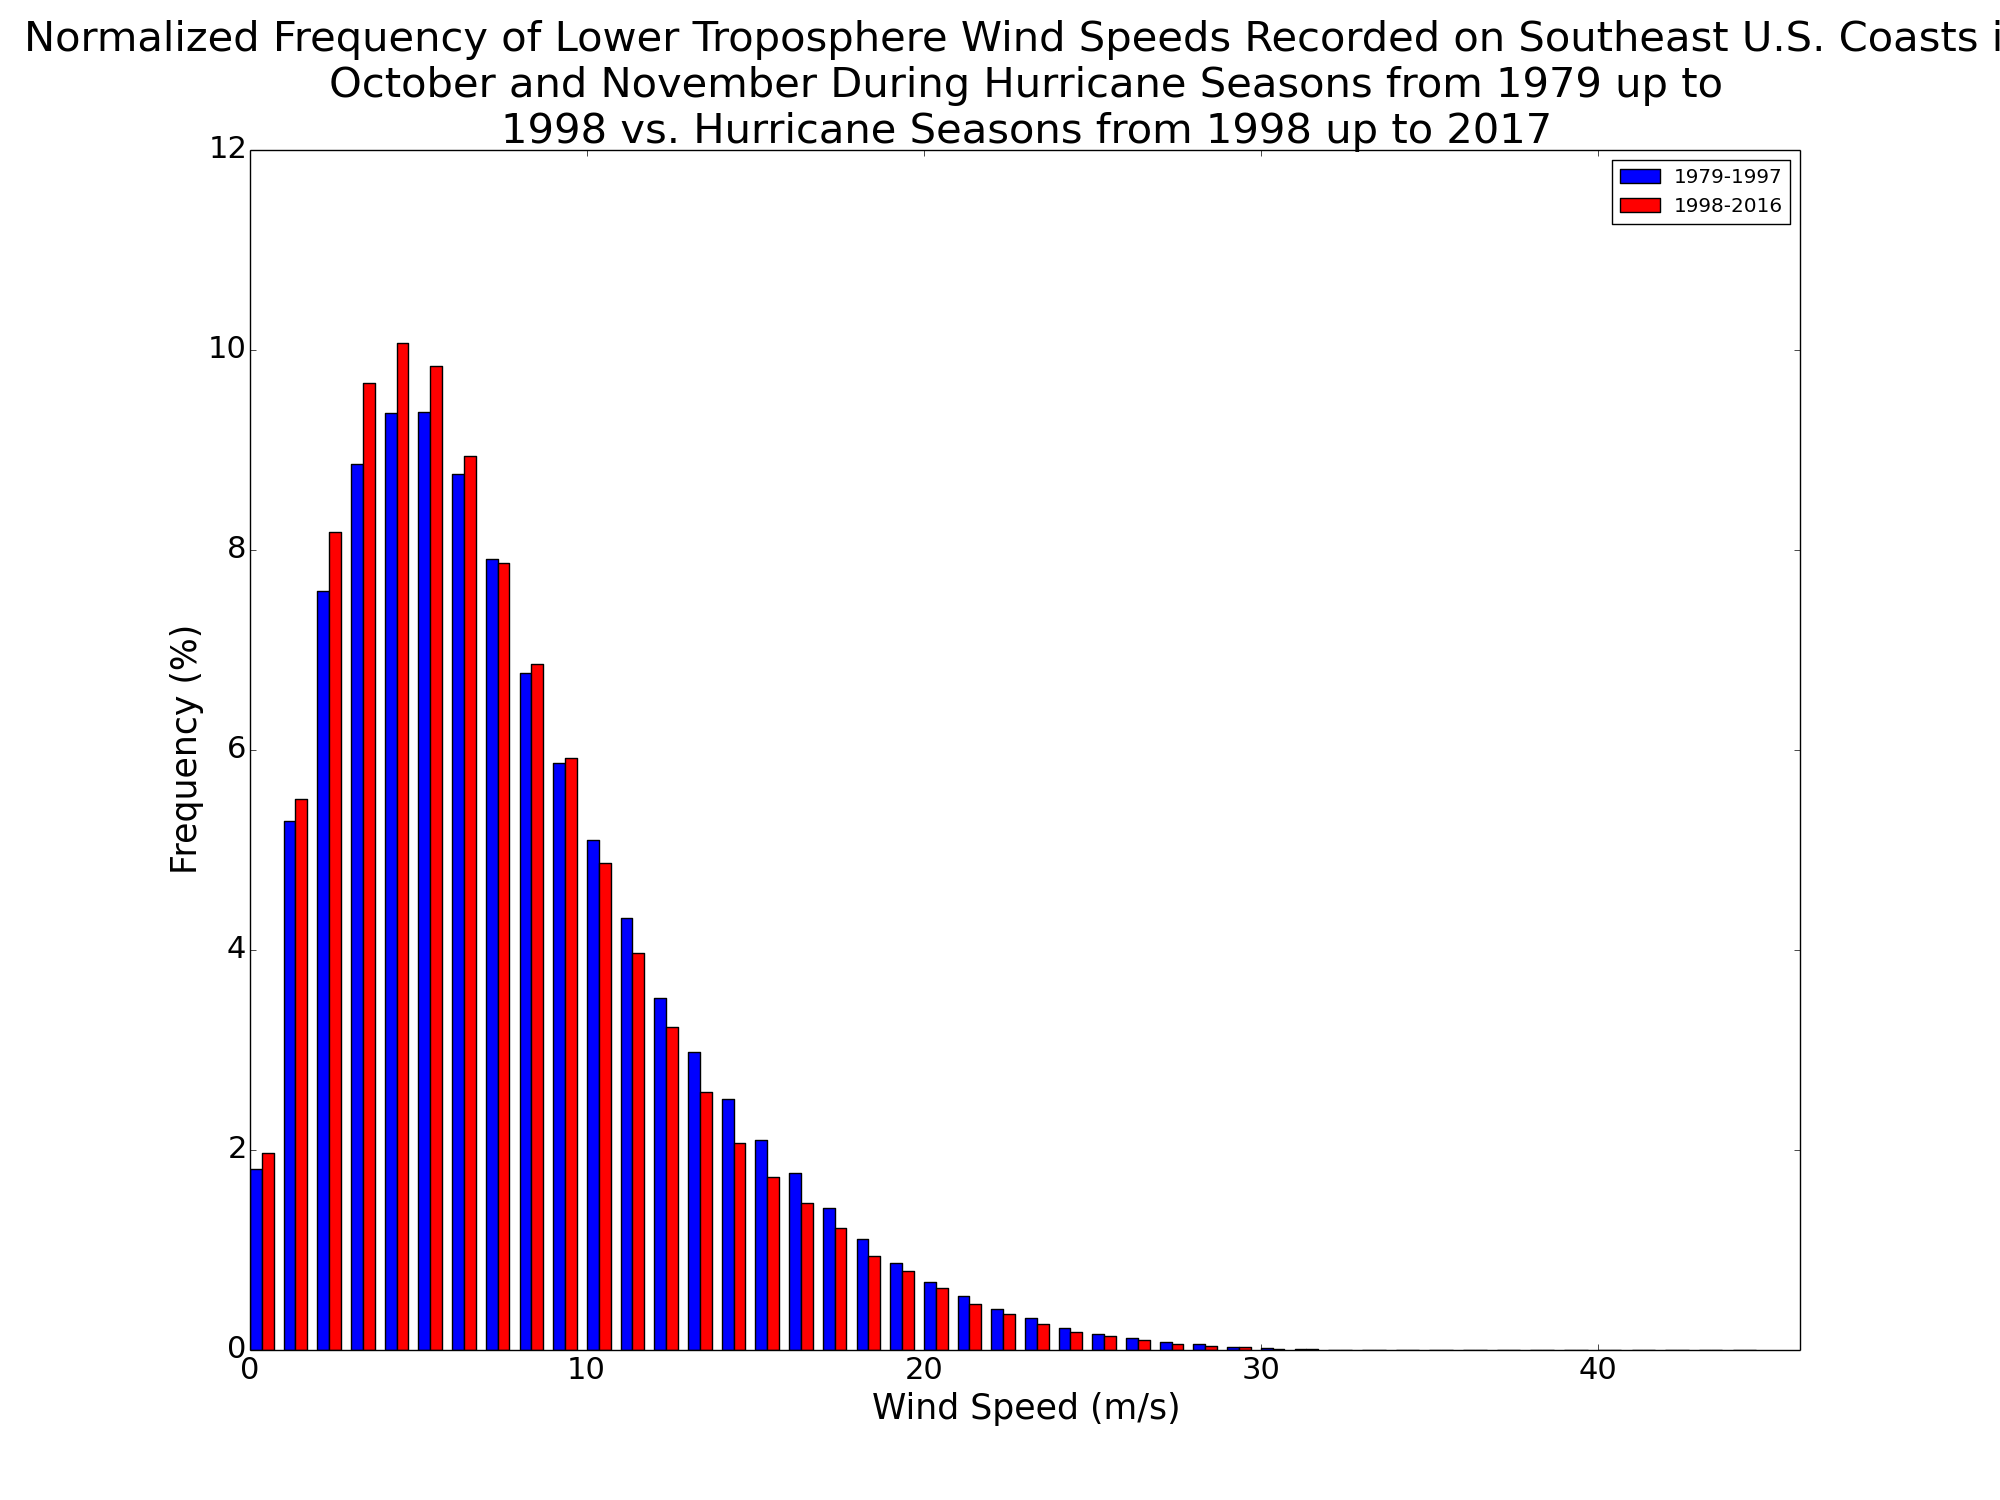 Normalized Frequency of Lower Troposphere Wind Speeds Recorded on Southeast U.S. Coasts i
October and November During Hurricane Seasons from 1979 up to
1998 vs. Hurricane Seasons from 1998 up to 2017
1979-1997
1998-2016
12
10
8
6
4
2
0
Frequency (%)
0 10 20 30 40
Wind Speed (m/s)